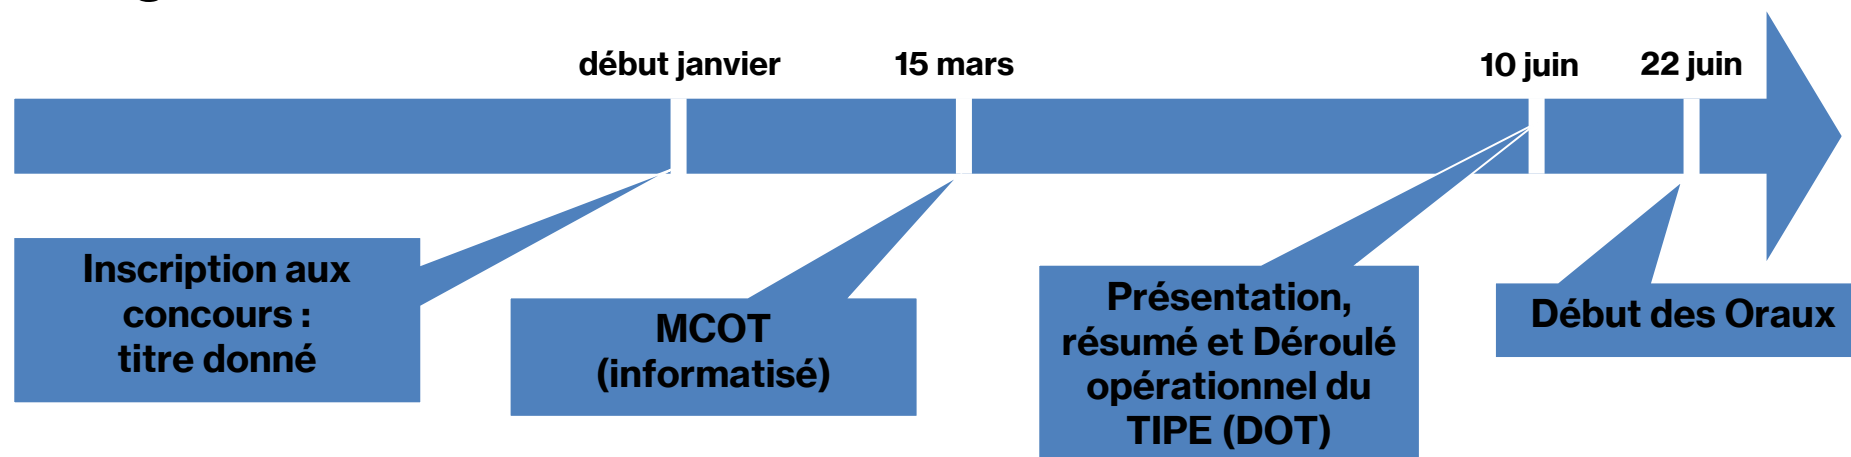 début janvier
15 mars
10 juin
22 juin
Inscription aux
concours :
titre donné
MCOT
(informatisé)
Présentation,
résumé et Déroulé
opérationnel du
TIPE (DOT)
Début des Oraux